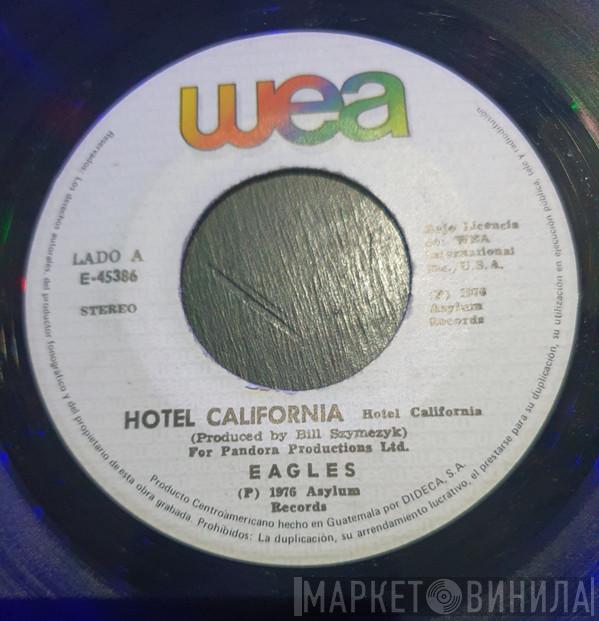 wea
LADO A
E-45386
STEREO
Bajo Licencia
de: WEA
International
Inc., U.S.A.
(P) 1976
Asylum
Records
HOTEL CALIFORNIA Hotel California
(Produced by Bill Szymezyk)
For Pandora Productions Ltd.
EAGLES
(P) 1976 Asylum
Records
Producto Centroamericano hecho en Guatemala por DIDECA, S.A.
Reservados: Los derechos autorales, del productor fonográfico y del propietario de esta obra grabada. Prohibidos: La duplicación, su arrendamiento lucrativo, el prestarse para su duplicación, su utilización en ejecución pública, tele y radiodifusión.
МАРКЕТ ВИНИЛА